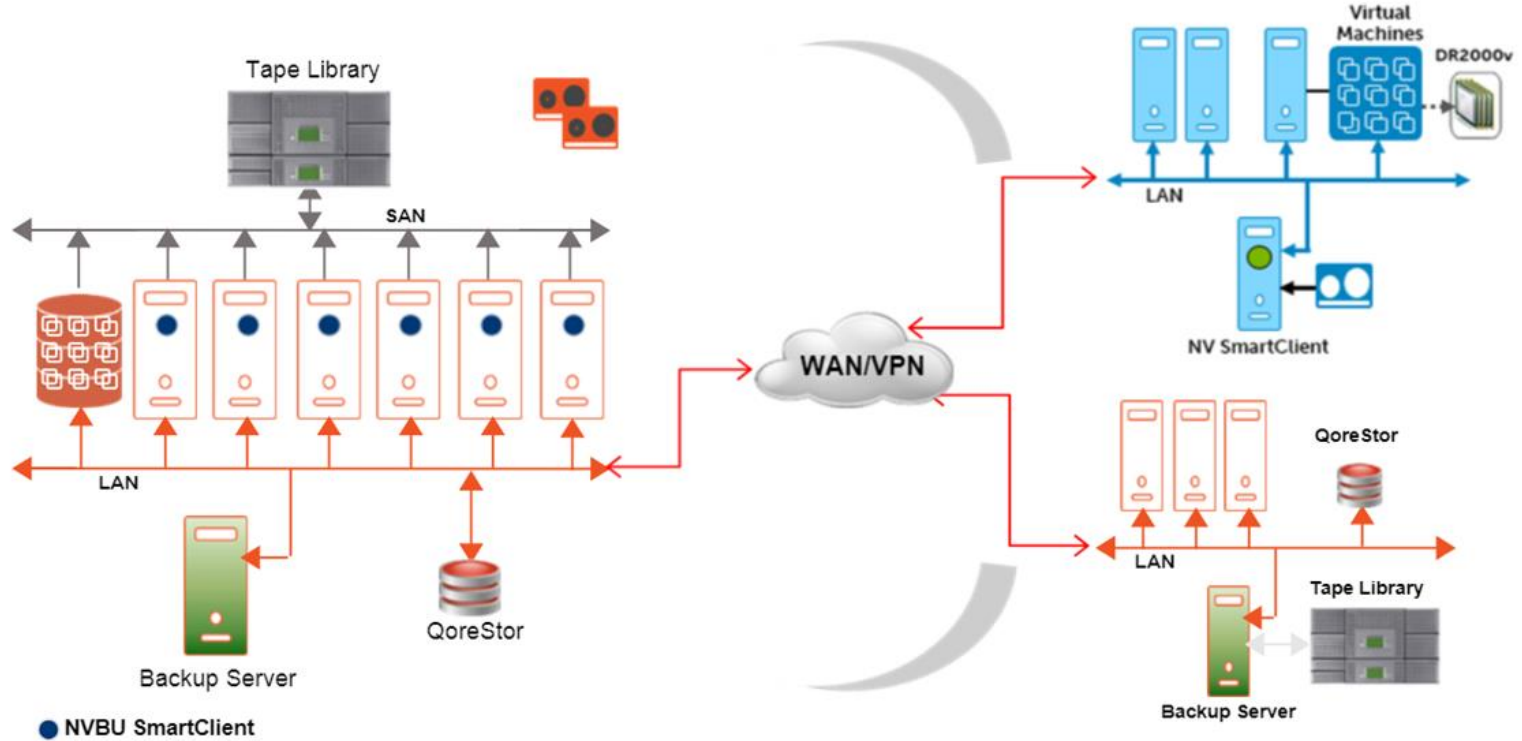 Tape Library
SAN
LAN
Backup Server
QoreStor
NVBU SmartClient
WAN/VPN
Virtual
Machines
DR2000v
LAN
NV SmartClient
QoreStor
LAN
Tape Library
Backup Server